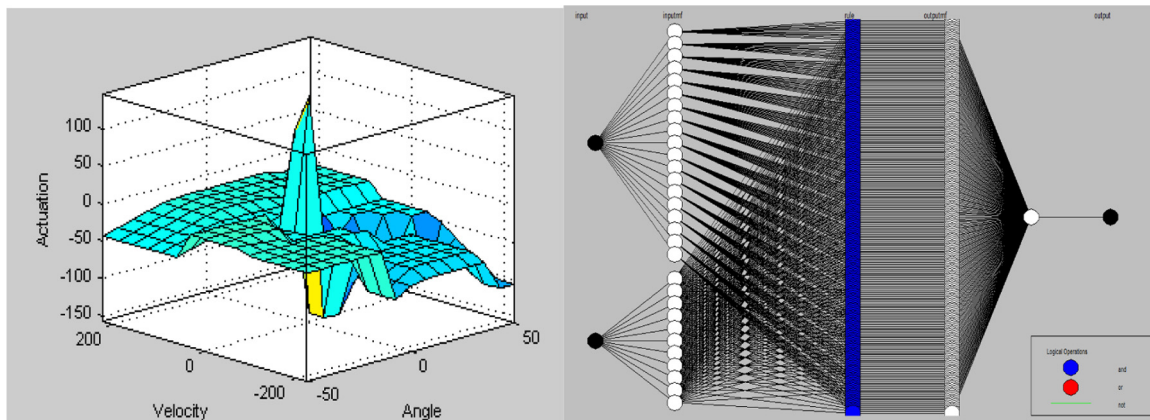 100
50
0
-50
-100
-150
Actuation
200
0
-200
Velocity
-50
0
50
Angle
input
inputmf
rule
outputmf
output
Logical Operations
and
or
not